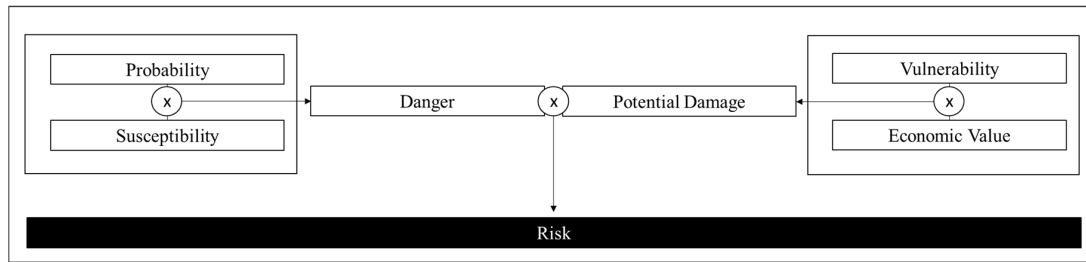 Probability
x
Susceptibility
Danger
x
Potential Damage
Vulnerability
x
Economic Value
Risk